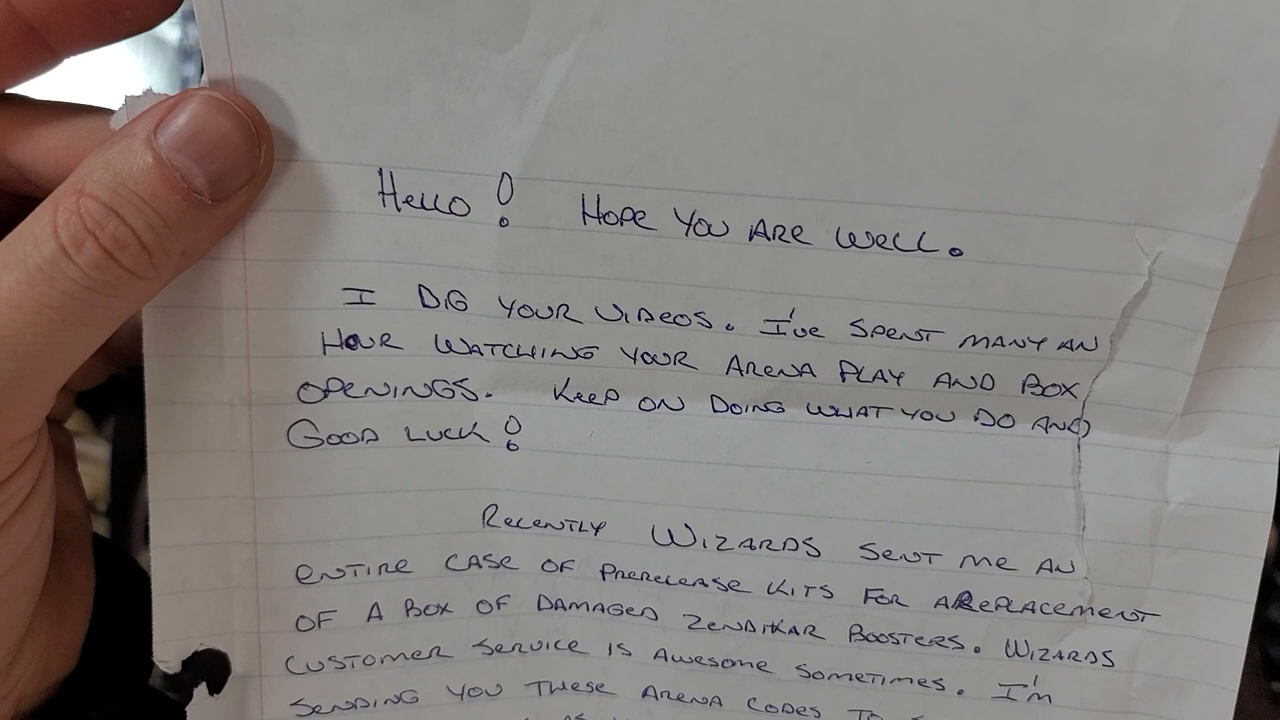 Hello! Hope you are well.
I dig your videos. I've spent many an
hour watching your Arena play and box
openings. Keep on doing what you do and
good luck!
Recently Wizards sent me an
entire case of prerelease kits for a replacement
of a box of damaged Zendikar boosters. Wizards
customer service is awesome sometimes. I'm
sending you these Arena codes to